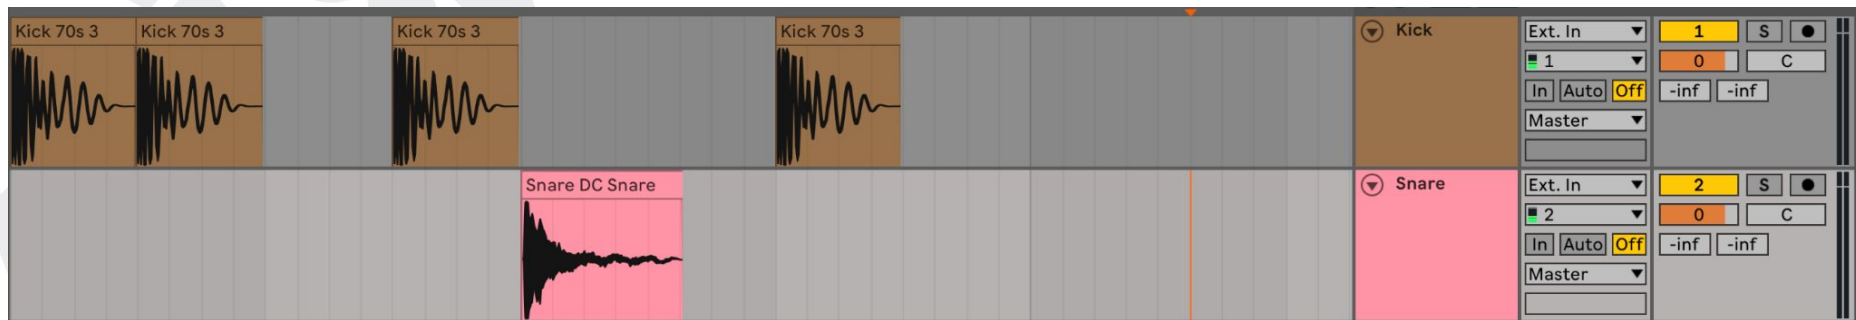 Kick 70s 3
Kick 70s 3
Kick 70s 3
Kick 70s 3
Kick
Ext. In
1
S
1
0
C
In Auto Off
-inf -inf
Master
Snare DC Snare
Snare
Ext. In
2
S
2
0
C
In Auto Off
-inf -inf
Master